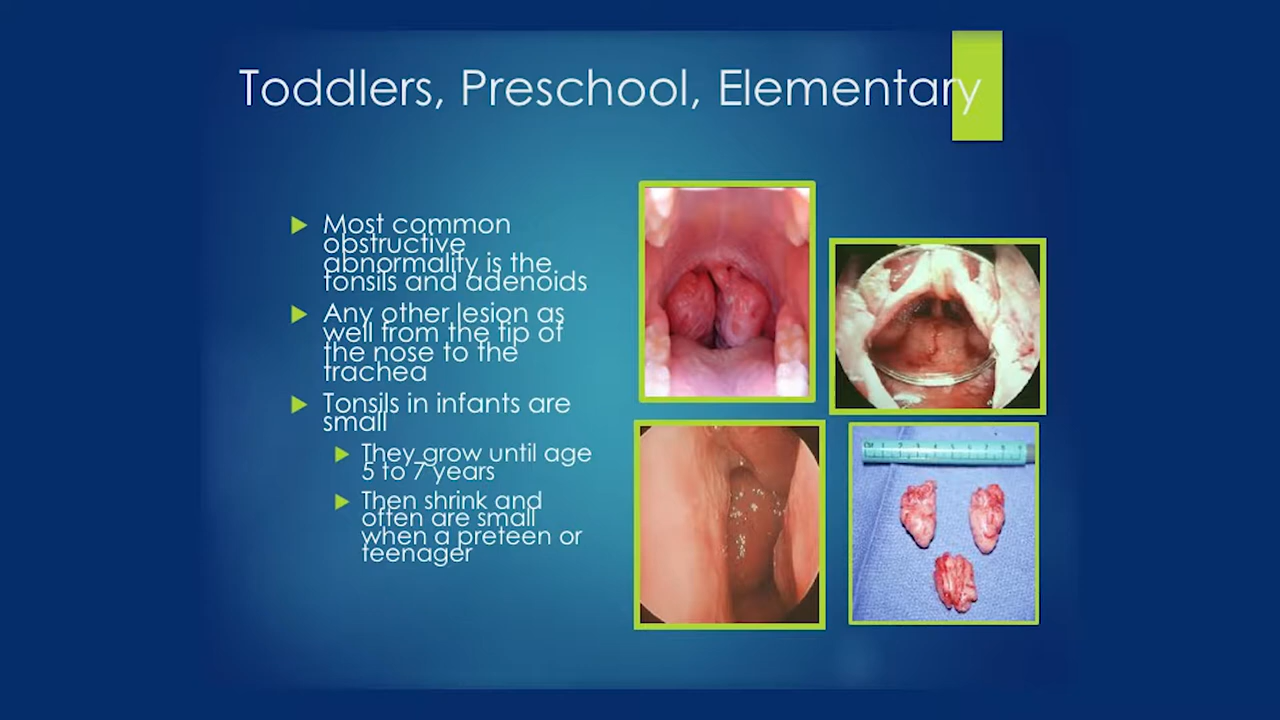 Toddlers, Preschool, Elementary
Most common
obstructive
abnormality is the
tonsils and adenoids
Any other lesion as
well from the tip of
the nose to the
trachea
Tonsils in infants are
small
They grow until age
5 to 7 years
Then shrink and
often are small
when a preteen or
teenager